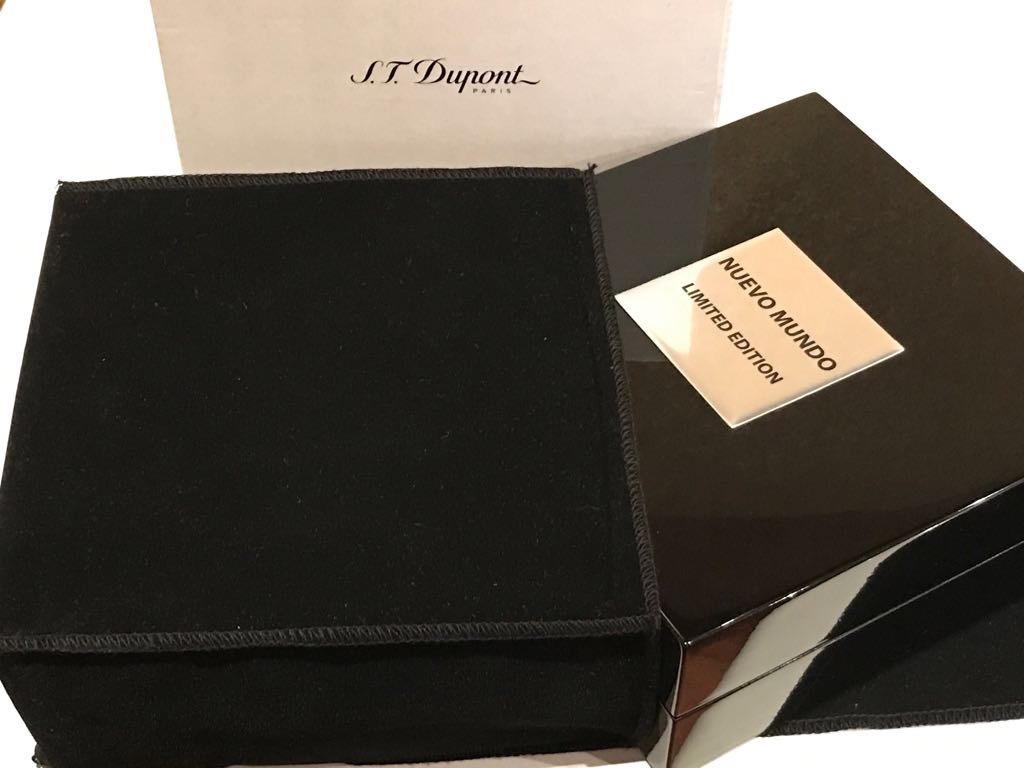 S.T. Dupont
PARIS
NUEVO MUNDO
LIMITED EDITION